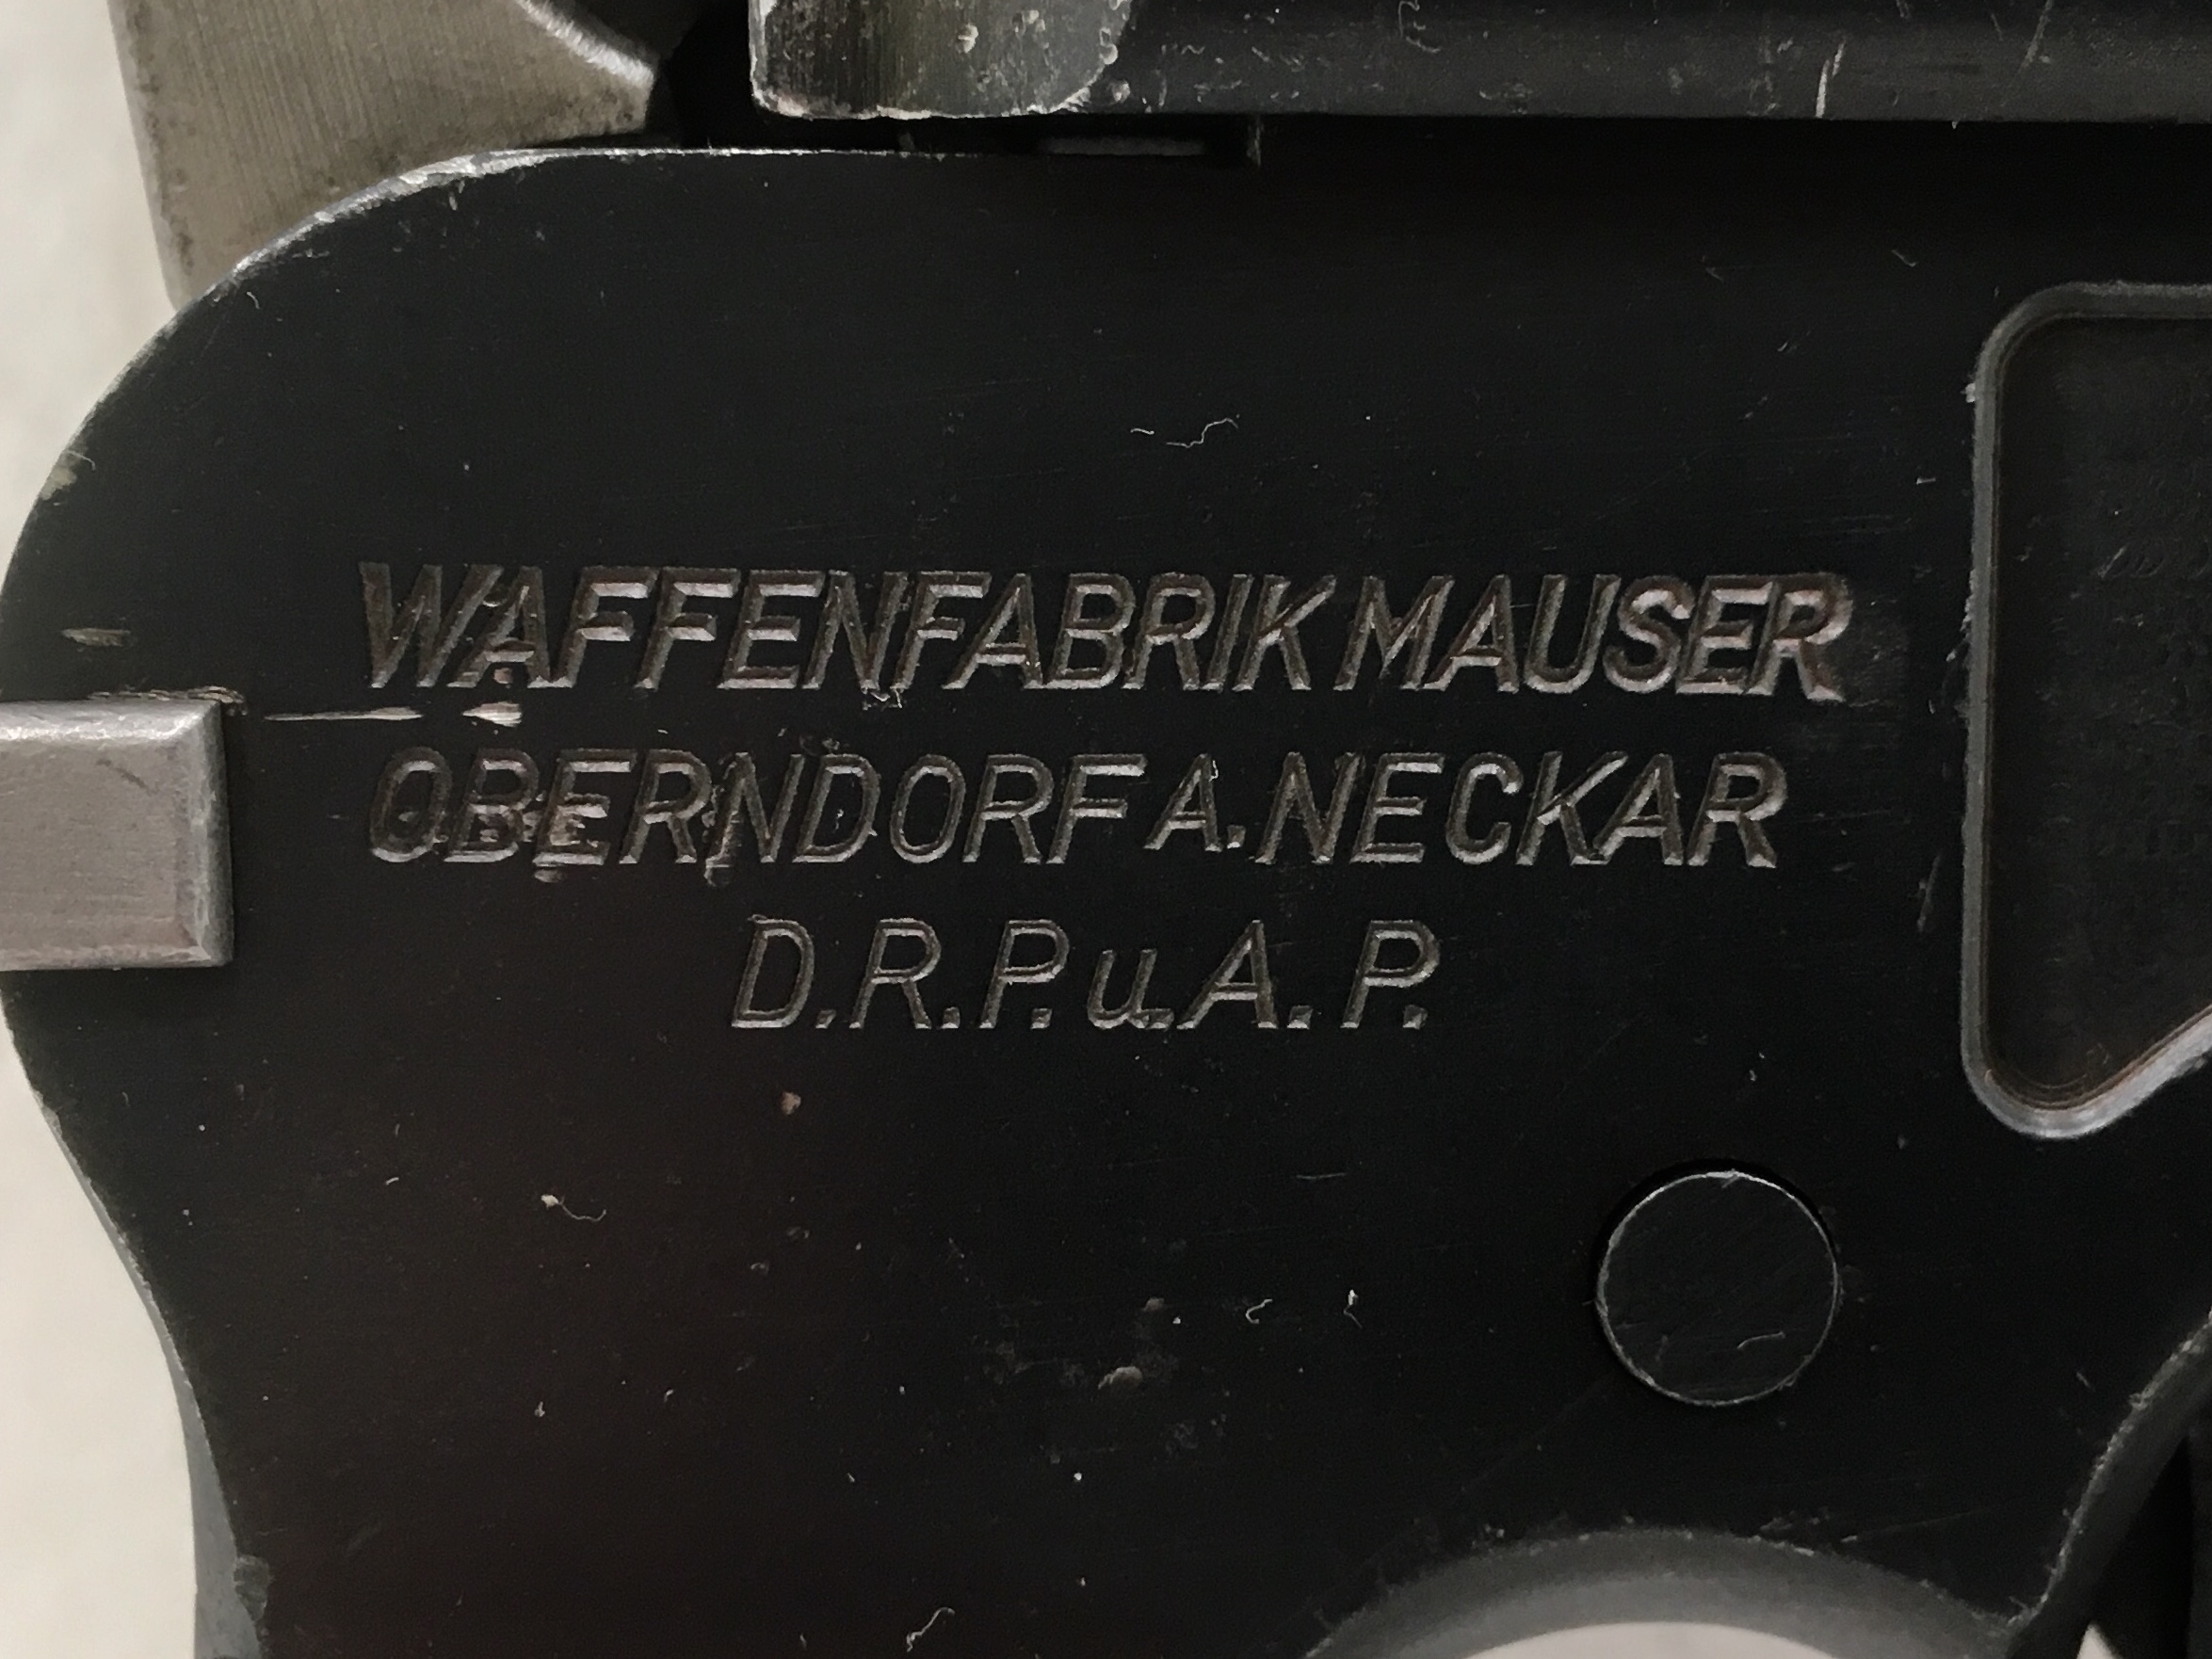 WAFFENFABRIK MAUSER
OBERNDORF A. NECKAR
D.R.P. u. A. P.